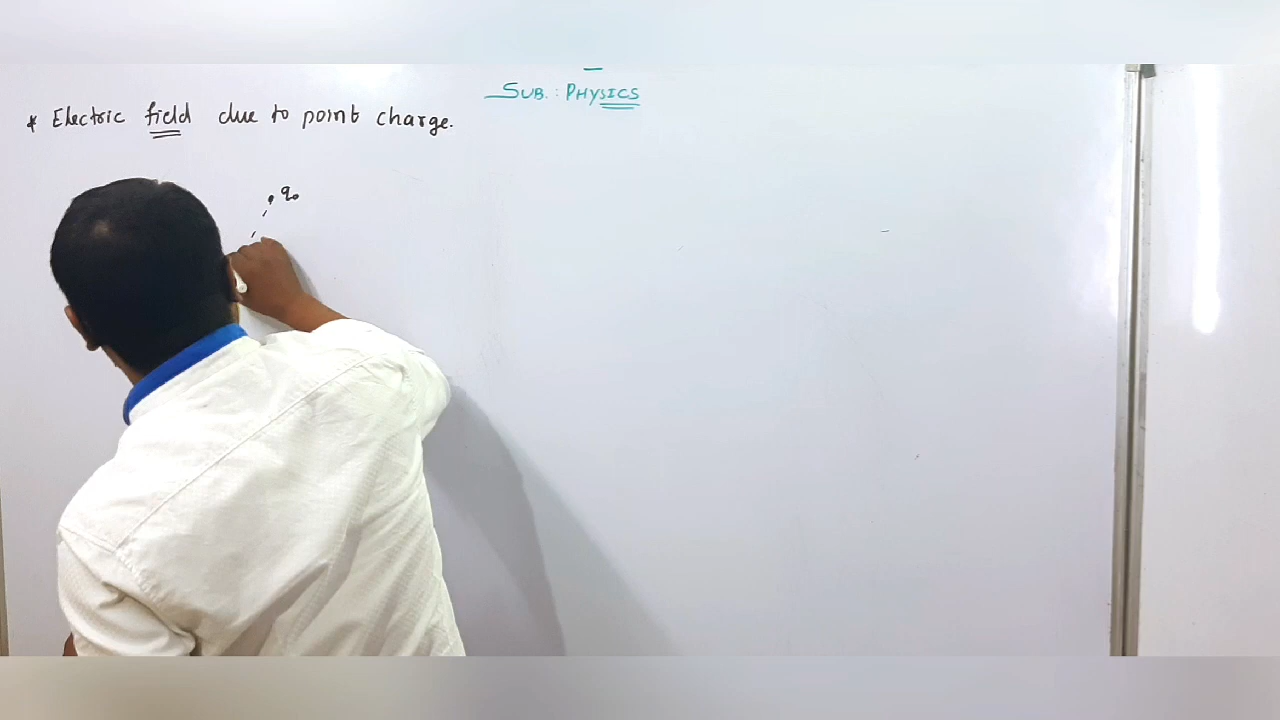 SUB.: PHYSICS
* Electric field due to point charge.
q₀